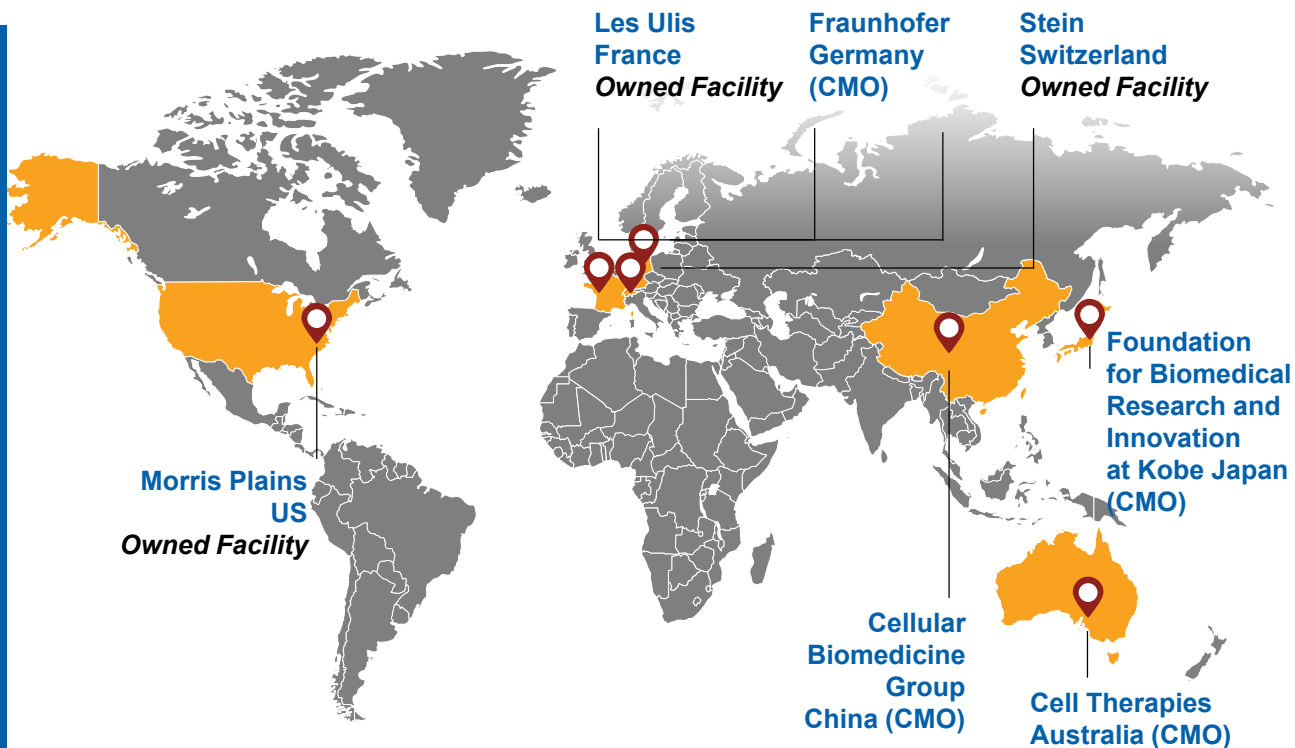 Les Ulis
France
Owned Facility
Fraunhofer
Germany
(CMO)
Stein
Switzerland
Owned Facility
Morris Plains
US
Owned Facility
Foundation
for Biomedical
Research and
Innovation
at Kobe Japan
(CMO)
Cellular
Biomedicine
Group
China (CMO)
Cell Therapies
Australia (CMO)